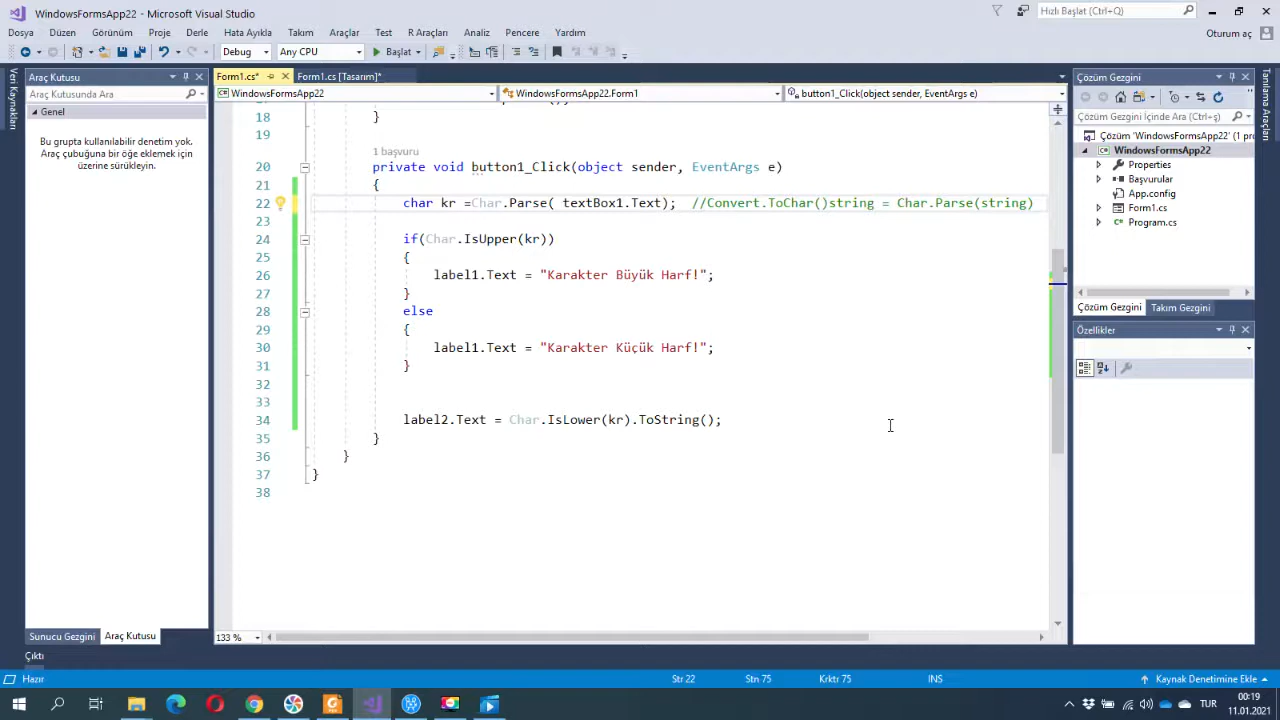 WindowsFormsApp22 - Microsoft Visual Studio
Hızlı Başlat (Ctrl+Q)
Dosya Düzen Görünüm Proje Derle Hata Ayıkla Takım Araçlar Test R Araçları Analiz Pencere Yardım
Oturum aç
Debug Any CPU Başlat
Veri Kaynakları
Araç Kutusu
Araç Kutusunda Ara
Genel
Bu grupta kullanılabilir denetim yok.
Araç çubuğuna bir öğe eklemek için
üzerine sürükleyin.
Sunucu Gezgini Araç Kutusu
Form1.cs* Form1.cs [Tasarım]*
WindowsFormsApp22 WindowsFormsApp22.Form1 button1_Click(object sender, EventArgs e)
18 }
19
1 başvuru
20 private void button1_Click(object sender, EventArgs e)
21 {
22 char kr =Char.Parse( textBox1.Text); //Convert.ToChar()string = Char.Parse(string)
23
24 if(Char.IsUpper(kr))
25 {
26 label1.Text = "Karakter Büyük Harf!";
27 }
28 else
29 {
30 label1.Text = "Karakter Küçük Harf!";
31 }
32
33
34 label2.Text = Char.IsLower(kr).ToString();
35 }
36 }
37 }
38
133 %
Çözüm Gezgini
Çözüm Gezgini İçinde Ara (Ctrl+ş)
Çözüm 'WindowsFormsApp22' (1 pro
WindowsFormsApp22
Properties
Başvurular
App.config
Form1.cs
Program.cs
Çözüm Gezgini Takım Gezgini
Özellikler
Tanılama Araçları
Çıktı
Hazır Str 22 Stn 75 Krktr 75 INS Kaynak Denetimine Ekle
TUR
00:19
11.01.2021